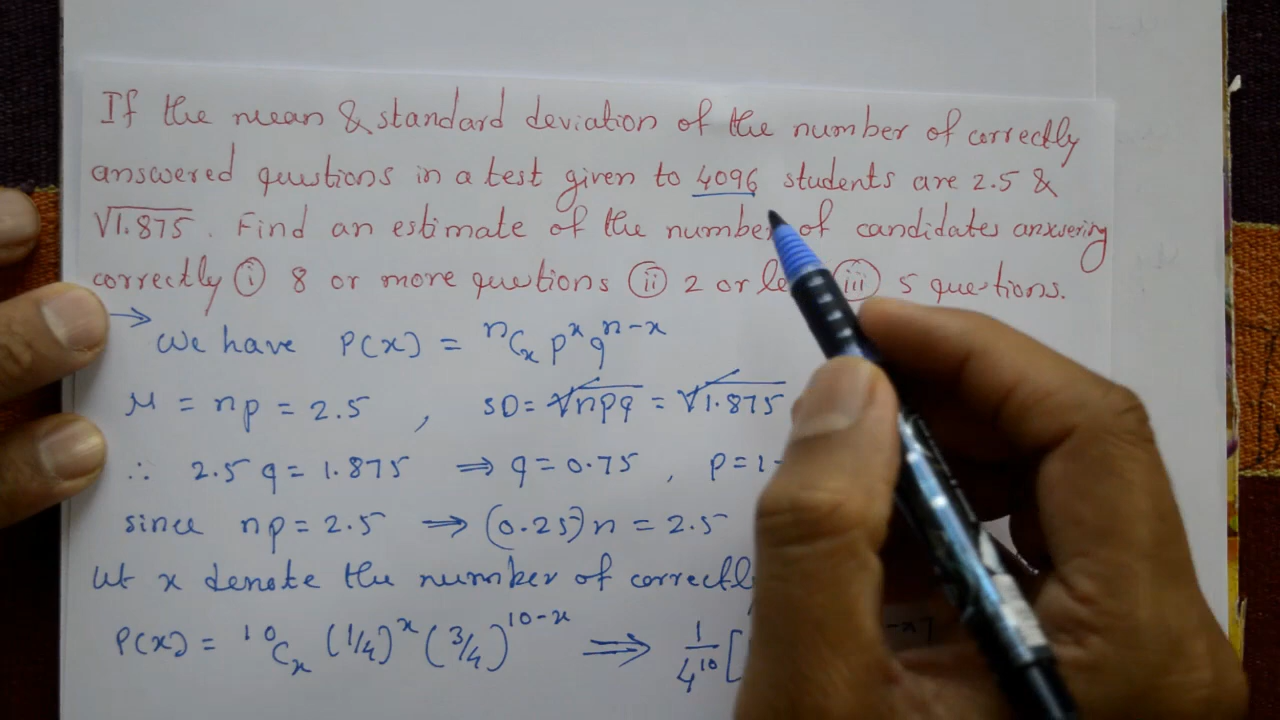 If the mean & standard deviation of the number of correctly
answered questions in a test given to 4096 students are 2.5 &
√1.875. Find an estimate of the number of candidates answering
correctly (i) 8 or more questions (ii) 2 or (iii) 5 questions.
→ We have P(x) = ⁿCₓ pˣ qⁿ⁻ˣ
μ = np = 2.5 , SD = √npq = √1.875
∴ 2.5 q = 1.875 ⇒ q = 0.75 , p = 1-
since np = 2.5 ⇒ (0.25)n = 2.5
let x denote the number of correctly
P(x) = ¹⁰Cₓ (1/4)ˣ (3/4)¹⁰⁻ˣ ⇒ 1/4¹⁰ [ -x]